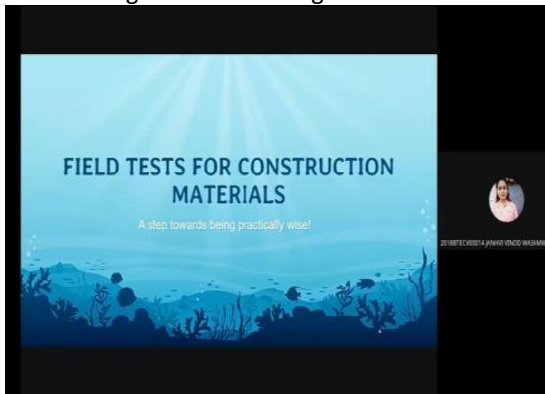 FIELD TESTS FOR CONSTRUCTION
MATERIALS
A step towards being practically wise!